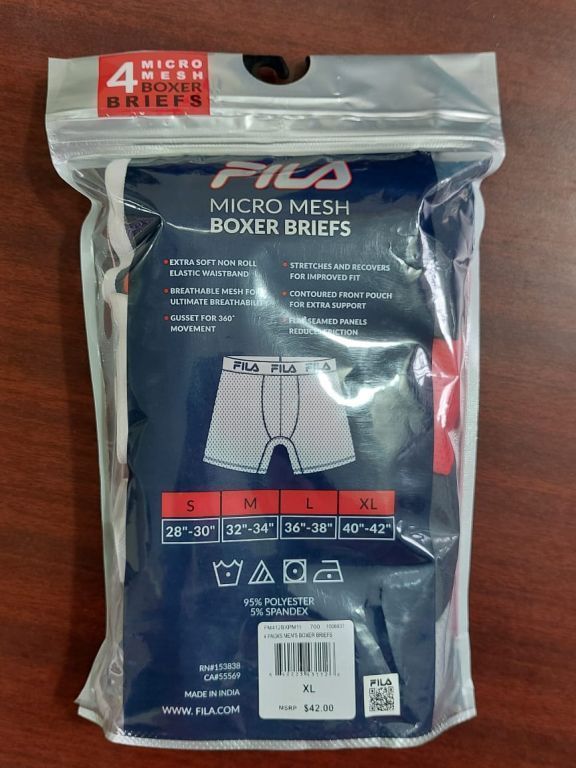 4 MICRO
MESH
BOXER
BRIEFS
FILA
MICRO MESH
BOXER BRIEFS
• EXTRA SOFT NON ROLL
ELASTIC WAISTBAND
• BREATHABLE MESH FOR
ULTIMATE BREATHABILITY
• GUSSET FOR 360°
MOVEMENT
• STRETCHES AND RECOVERS
FOR IMPROVED FIT
• CONTOURED FRONT POUCH
FOR EXTRA SUPPORT
• SEAMED PANELS
REDUCES FRICTION
FILA FILA FILA
S M L XL
28"-30" 32"-34" 36"-38" 40"-42"
95% POLYESTER
5% SPANDEX
RN#153838
CA#55569
MADE IN INDIA
WWW. FILA.COM
700
4 PACKS MEN'S BOXER BRIEFS
XL
MSRP $42.00
FILA